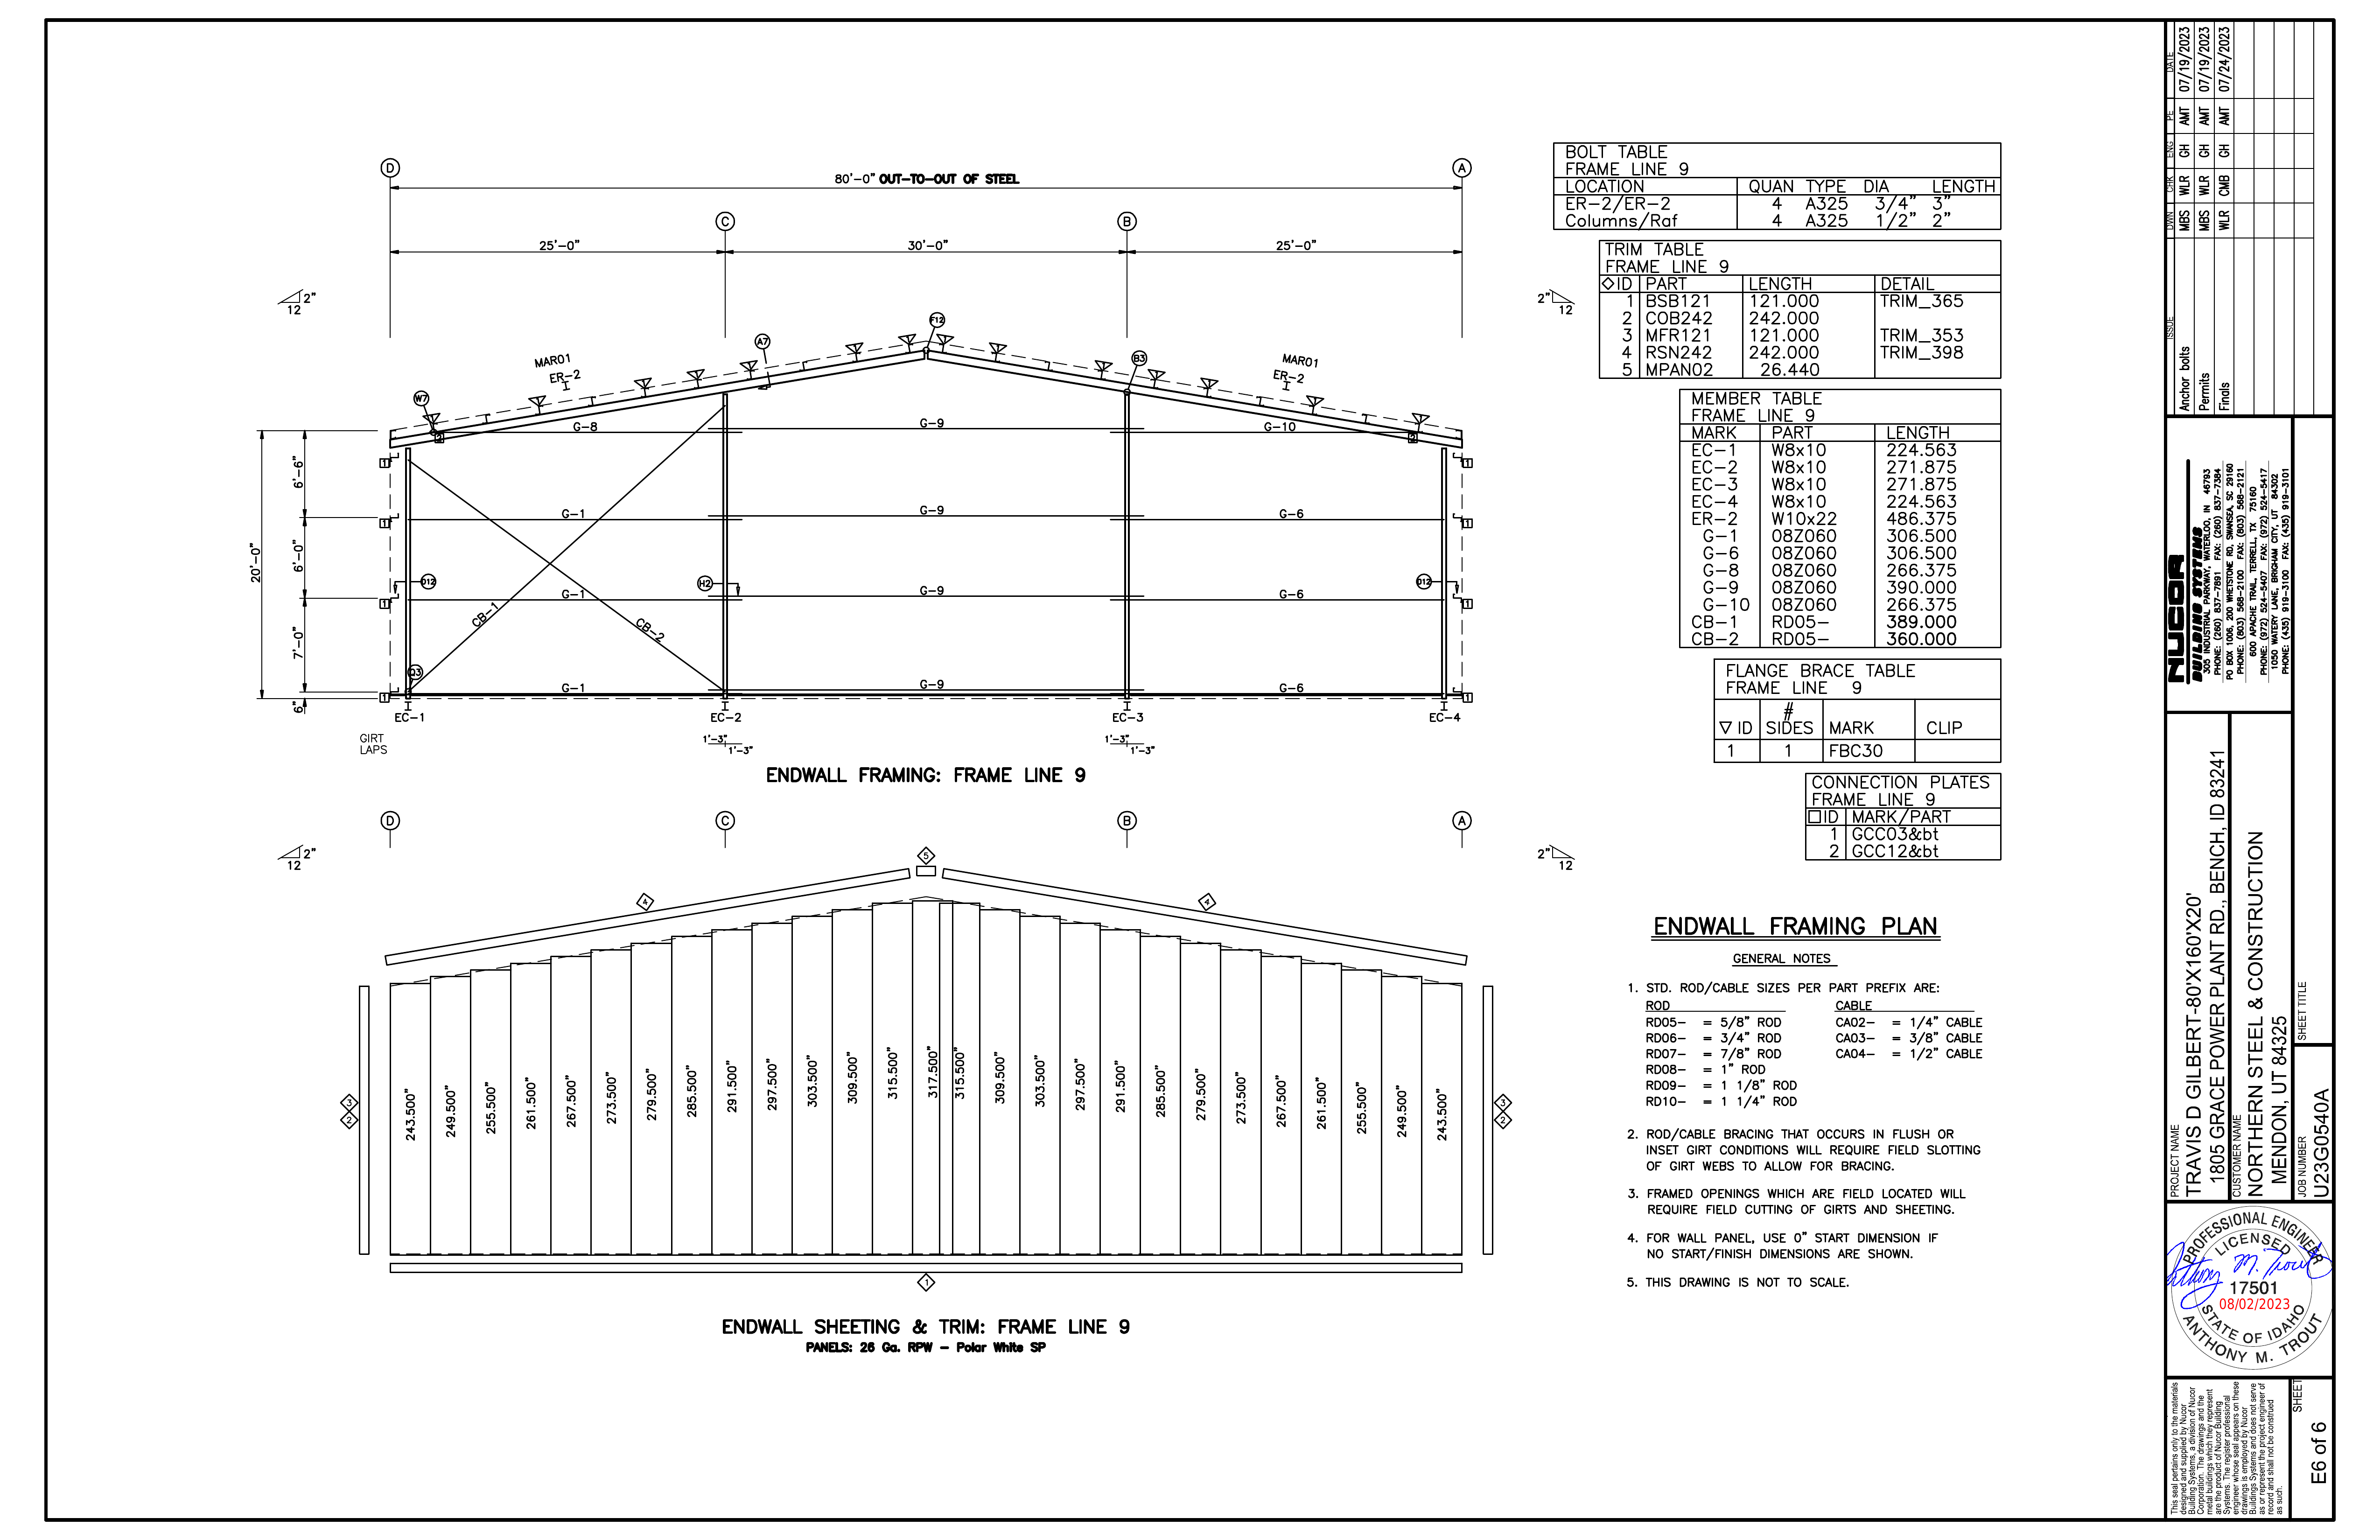 D
A
80'-0" OUT-TO-OUT OF STEEL
C
B
25'-0"
30'-0"
25'-0"
2"
12
2"
12
F12
A7
B3
W7
MAR01
ER-2
MAR01
ER-2
2
2
G-8
G-9
G-10
1
1
6'-6"
20'-0"
G-1
G-9
G-6
1
1
6'-0"
D12
H2
D12
G-1
G-9
G-6
1
1
CB-1
CB-2
7'-0"
Q3
G-1
G-9
G-6
1
1
6"
EC-1
EC-2
EC-3
EC-4
GIRT
LAPS
1'-3"
1'-3"
1'-3"
1'-3"
ENDWALL FRAMING: FRAME LINE 9
D
C
B
A
2"
12
2"
12
5
4
4
243.500"
249.500"
255.500"
261.500"
267.500"
273.500"
279.500"
285.500"
291.500"
297.500"
303.500"
309.500"
315.500"
317.500"
315.500"
309.500"
303.500"
297.500"
291.500"
285.500"
279.500"
273.500"
267.500"
261.500"
255.500"
249.500"
243.500"
3
2
3
2
1
ENDWALL SHEETING & TRIM: FRAME LINE 9
PANELS: 26 Ga. RPW - Polar White SP
BOLT TABLE
FRAME LINE 9
LOCATION QUAN TYPE DIA LENGTH
ER-2/ER-2 4 A325 3/4" 3"
Columns/Raf 4 A325 1/2" 2"
TRIM TABLE
FRAME LINE 9
◇ID PART LENGTH DETAIL
1 BSB121 121.000 TRIM_365
2 COB242 242.000
3 MFR121 121.000 TRIM_353
4 RSN242 242.000 TRIM_398
5 MPAN02 26.440
MEMBER TABLE
FRAME LINE 9
MARK PART LENGTH
EC-1 W8x10 224.563
EC-2 W8x10 271.875
EC-3 W8x10 271.875
EC-4 W8x10 224.563
ER-2 W10x22 486.375
G-1 08Z060 306.500
G-6 08Z060 306.500
G-8 08Z060 266.375
G-9 08Z060 390.000
G-10 08Z060 266.375
CB-1 RD05- 389.000
CB-2 RD05- 360.000
FLANGE BRACE TABLE
FRAME LINE 9
▽ ID # SIDES MARK CLIP
1 1 FBC30
CONNECTION PLATES
FRAME LINE 9
□ID MARK/PART
1 GCC03&bt
2 GCC12&bt
ENDWALL FRAMING PLAN
GENERAL NOTES
1. STD. ROD/CABLE SIZES PER PART PREFIX ARE:
ROD CABLE
RD05- = 5/8" ROD CA02- = 1/4" CABLE
RD06- = 3/4" ROD CA03- = 3/8" CABLE
RD07- = 7/8" ROD CA04- = 1/2" CABLE
RD08- = 1" ROD
RD09- = 1 1/8" ROD
RD10- = 1 1/4" ROD
2. ROD/CABLE BRACING THAT OCCURS IN FLUSH OR
INSET GIRT CONDITIONS WILL REQUIRE FIELD SLOTTING
OF GIRT WEBS TO ALLOW FOR BRACING.
3. FRAMED OPENINGS WHICH ARE FIELD LOCATED WILL
REQUIRE FIELD CUTTING OF GIRTS AND SHEETING.
4. FOR WALL PANEL, USE 0" START DIMENSION IF
NO START/FINISH DIMENSIONS ARE SHOWN.
5. THIS DRAWING IS NOT TO SCALE.
ISSUE DWN CHK ENG PE DATE
Anchor bolts MBS WLR GH AMT 07/19/2023
Permits MBS WLR GH AMT 07/19/2023
Finals WLR CMB GH AMT 07/24/2023
NUCOR
BUILDING SYSTEMS
305 INDUSTRIAL PARKWAY, WATERLOO, IN 46793
PHONE: (260) 837-7891 FAX: (260) 837-7384
PO BOX 1006, 200 WHETSTONE RD, SWANSEA, SC 29160
PHONE: (803) 568-2100 FAX: (803) 568-2121
600 APACHE TRAIL, TERRELL, TX 75160
PHONE: (972) 524-5407 FAX: (972) 524-5417
1050 WATERY LANE, BRIGHAM CITY, UT 84302
PHONE: (435) 919-3100 FAX: (435) 919-3101
PROJECT NAME
TRAVIS D GILBERT-80'X160'X20'
1805 GRACE POWER PLANT RD., BENCH, ID 83241
CUSTOMER NAME
NORTHERN STEEL & CONSTRUCTION
MENDON, UT 84325
SHEET TITLE
JOB NUMBER
U23G0540A
PROFESSIONAL ENGINEER
LICENSED
Anthony M. Trout
17501
08/02/2023
STATE OF IDAHO
ANTHONY M. TROUT
This seal pertains only to the materials
designed and supplied by Nucor
Building Systems, a division of Nucor
Corporation. The drawings and the
metal buildings which they represent
are the product of Nucor Building
Systems. The register professional
engineer whose seal appears on these
drawings is employed by Nucor
Buildings Systems and does not serve
as or represent the project engineer of
record and shall not be construed
as such.
SHEET
E6 of 6